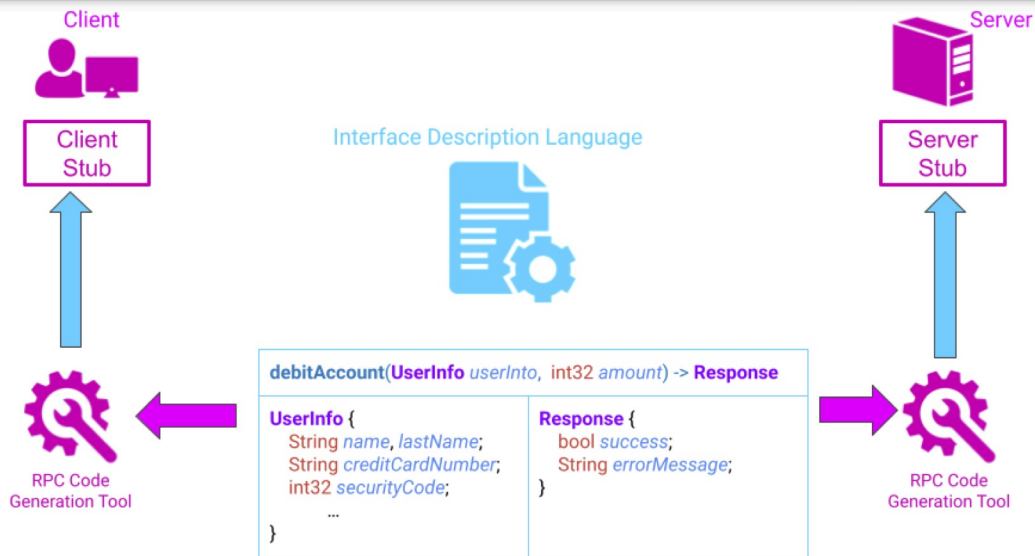 Client
Server
Client
Stub
Server
Stub
Interface Description Language
debitAccount(UserInfo userInto, int32 amount) -> Response
UserInfo {
String name, lastName;
String creditCardNumber;
int32 securityCode;
...
}
Response {
bool success;
String errorMessage;
}
RPC Code
Generation Tool
RPC Code
Generation Tool